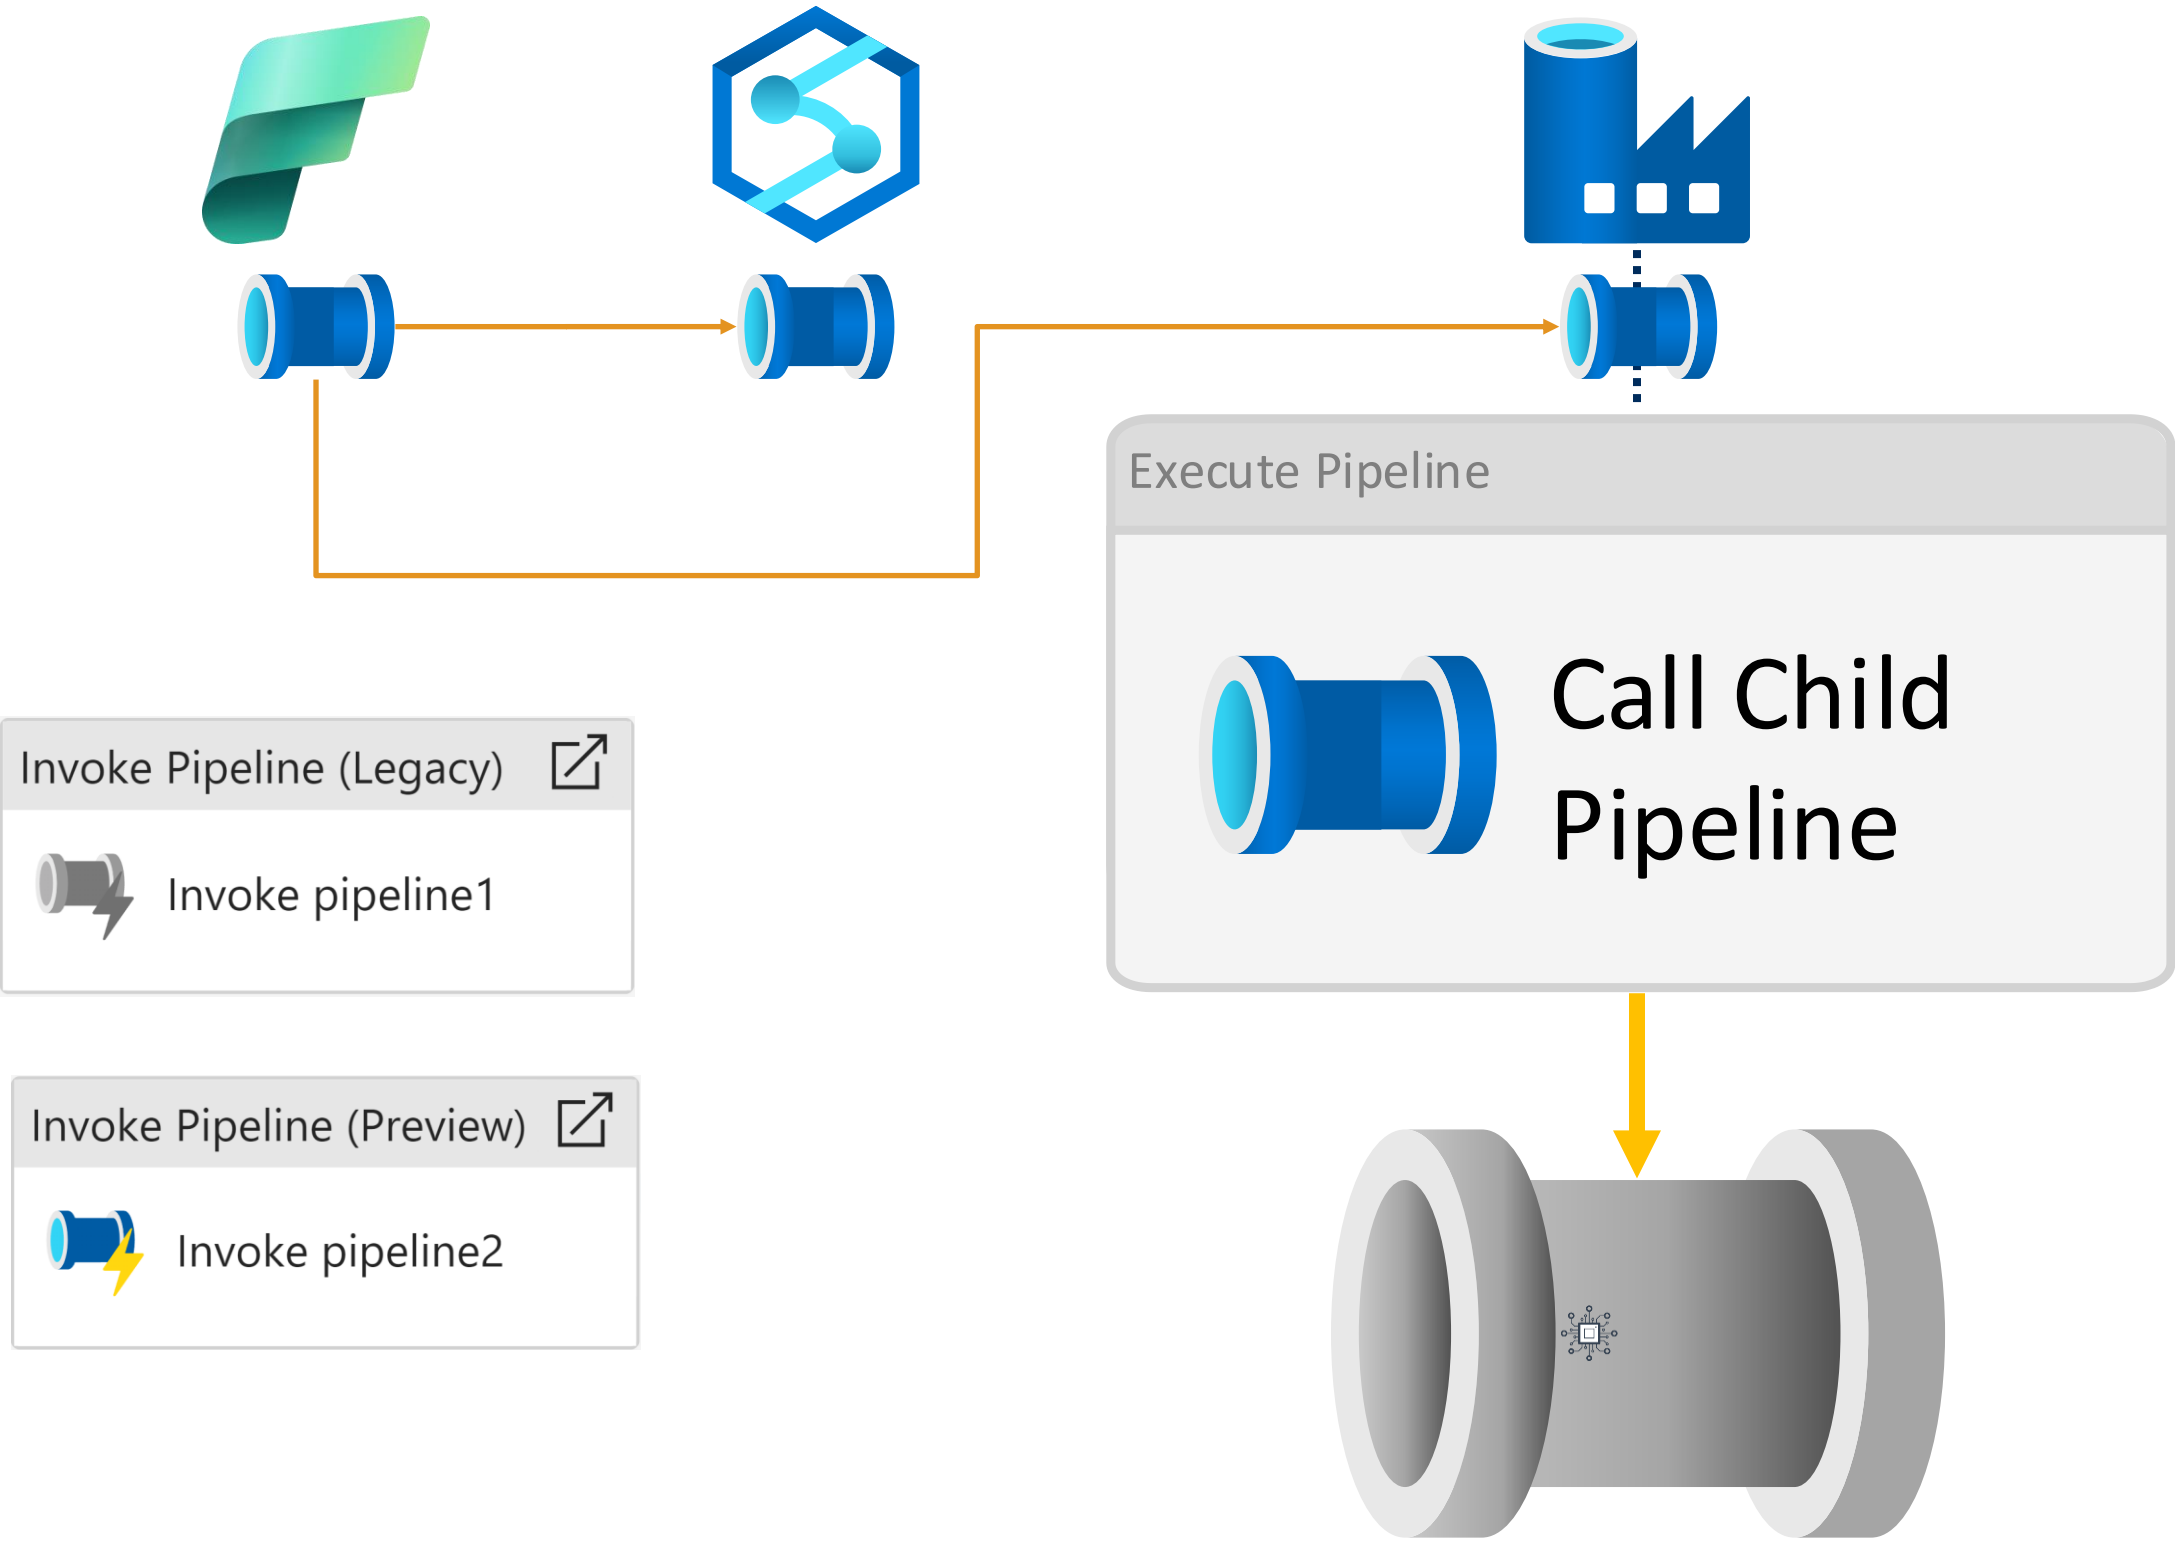 Execute Pipeline
Call Child
Pipeline
Invoke Pipeline (Legacy)
Invoke pipeline1
Invoke Pipeline (Preview)
Invoke pipeline2